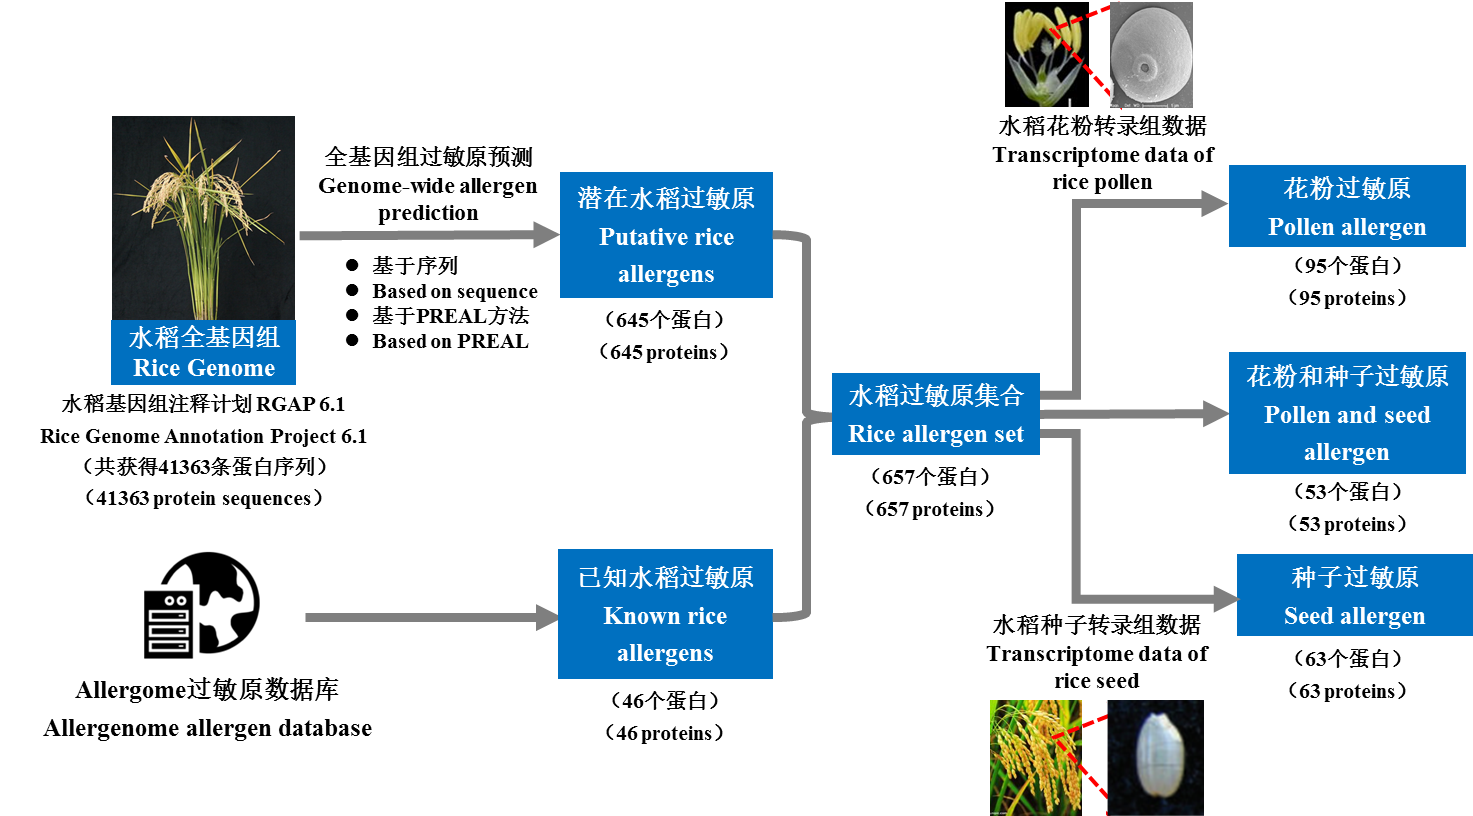 水稻全基因组
Rice Genome
水稻基因组注释计划 RGAP 6.1
Rice Genome Annotation Project 6.1
（共获得41363条蛋白序列）
（41363 protein sequences）
全基因组过敏原预测
Genome-wide allergen
prediction
● 基于序列
● Based on sequence
● 基于PREAL方法
● Based on PREAL
潜在水稻过敏原
Putative rice
allergens
（645个蛋白）
（645 proteins）
Allergome过敏原数据库
Allergenome allergen database
已知水稻过敏原
Known rice
allergens
（46个蛋白）
（46 proteins）
水稻过敏原集合
Rice allergen set
（657个蛋白）
（657 proteins）
水稻花粉转录组数据
Transcriptome data of
rice pollen
花粉过敏原
Pollen allergen
（95个蛋白）
（95 proteins）
花粉和种子过敏原
Pollen and seed
allergen
（53个蛋白）
（53 proteins）
种子过敏原
Seed allergen
（63个蛋白）
（63 proteins）
水稻种子转录组数据
Transcriptome data of
rice seed